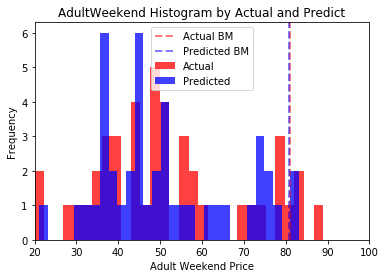 AdultWeekend Histogram by Actual and Predict
Actual BM
Predicted BM
Actual
Predicted
Frequency
6
5
4
3
2
1
0
20 30 40 50 60 70 80 90 100
Adult Weekend Price